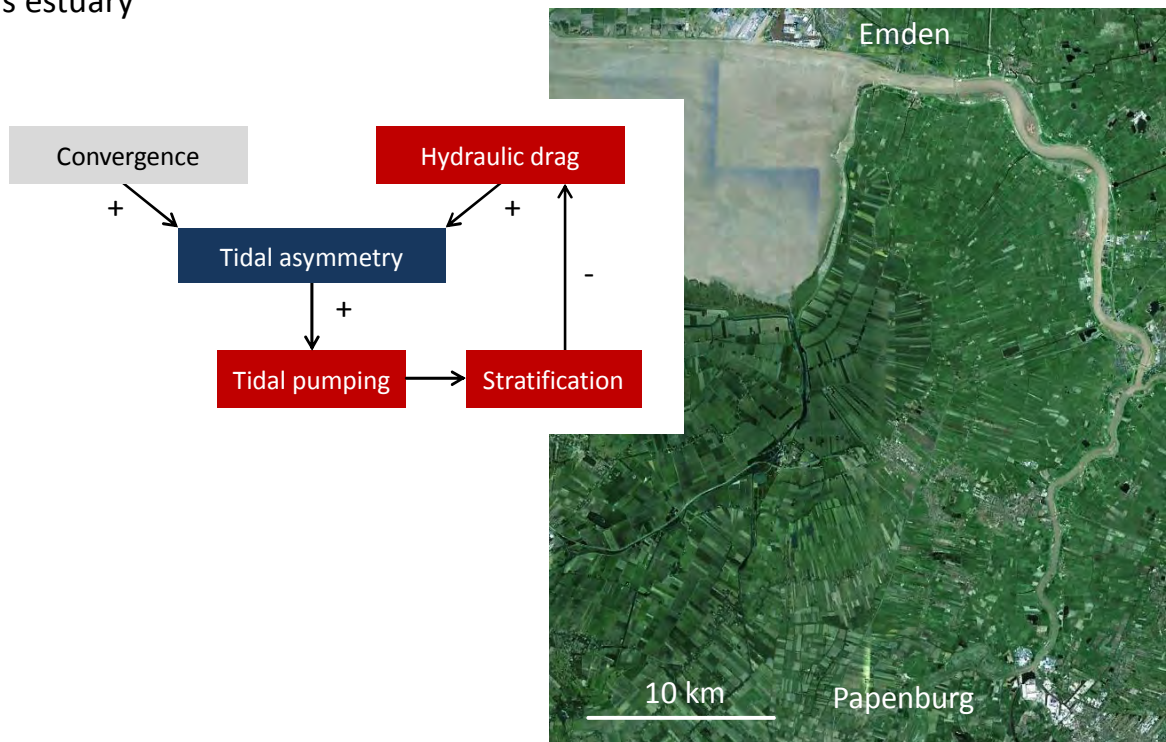 s estuary
Emden
Convergence
Hydraulic drag
+
+
Tidal asymmetry
-
+
Tidal pumping
Stratification
10 km
Papenburg